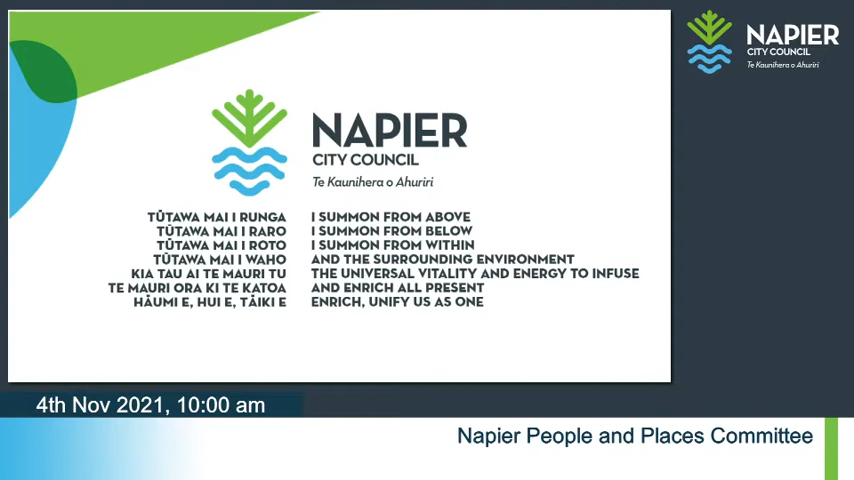 NAPIER
CITY COUNCIL
Te Kaunihera o Ahuriri
NAPIER
CITY COUNCIL
Te Kaunihera o Ahuriri
TŪTAWA MAI I RUNGA
TŪTAWA MAI I RARO
TŪTAWA MAI I ROTO
TŪTAWA MAI I WAHO
KIA TAU AI TE MAURI TU
TE MAURI ORA KI TE KATOA
HĀUMI E, HUI E, TĀIKI E
I SUMMON FROM ABOVE
I SUMMON FROM BELOW
I SUMMON FROM WITHIN
AND THE SURROUNDING ENVIRONMENT
THE UNIVERSAL VITALITY AND ENERGY TO INFUSE
AND ENRICH ALL PRESENT
ENRICH, UNIFY US AS ONE
4th Nov 2021, 10:00 am
Napier People and Places Committee